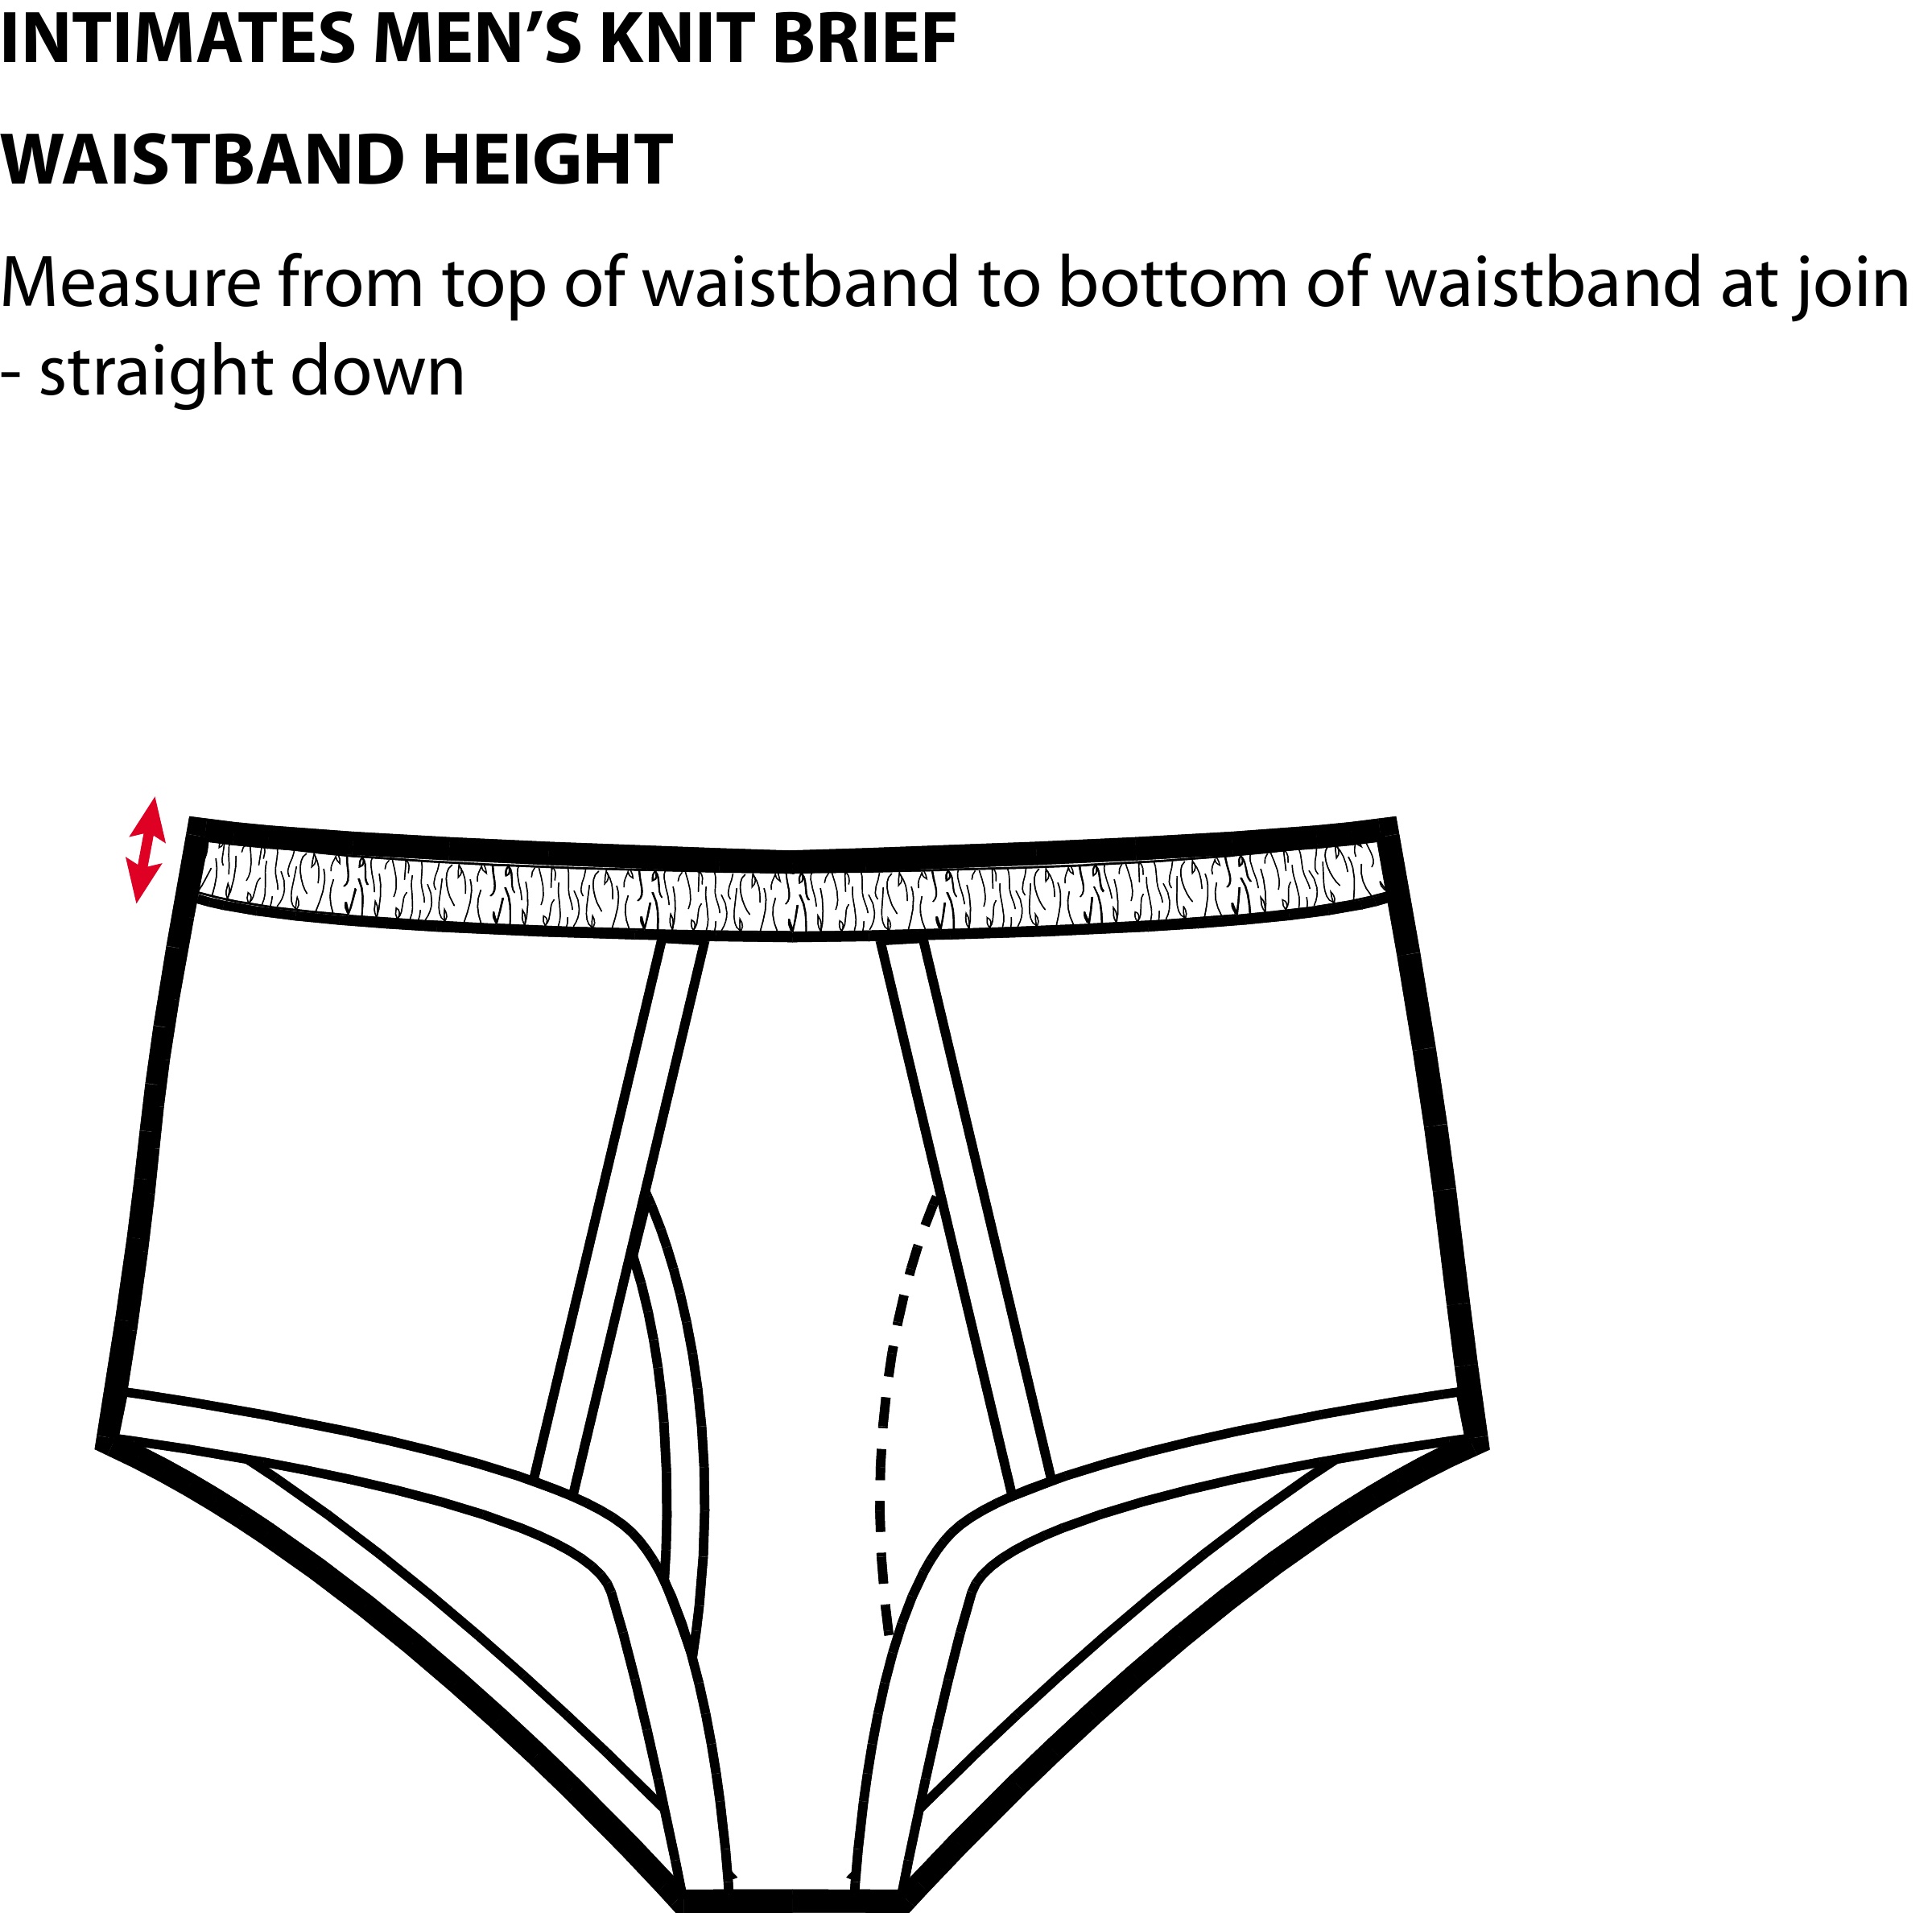 INTIMATES MEN’S KNIT BRIEF
WAISTBAND HEIGHT
Measure from top of waistband to bottom of waistband at join
- straight down